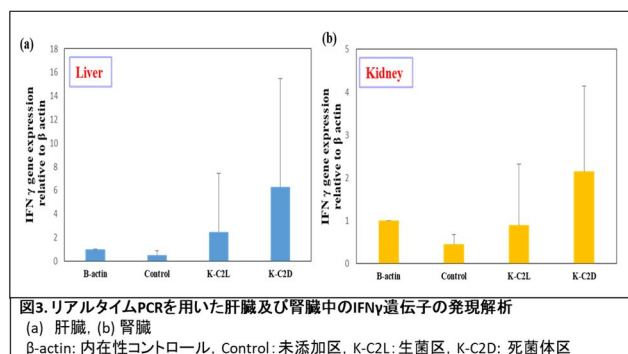 (a)
Liver
IFN γ gene expression
relative to β actin
18
16
14
12
10
8
6
4
2
0
B-actin Control K-C2L K-C2D
(b)
Kidney
IFN γ gene expression
relative to β actin
5
4
3
2
1
0
B-actin Control K-C2L K-C2D
図3. リアルタイムPCRを用いた肝臓及び腎臓中のIFNγ遺伝子の発現解析
(a) 肝臓, (b) 腎臓
β-actin: 内在性コントロール, Control: 未添加区, K-C2L: 生菌区, K-C2D: 死菌体区